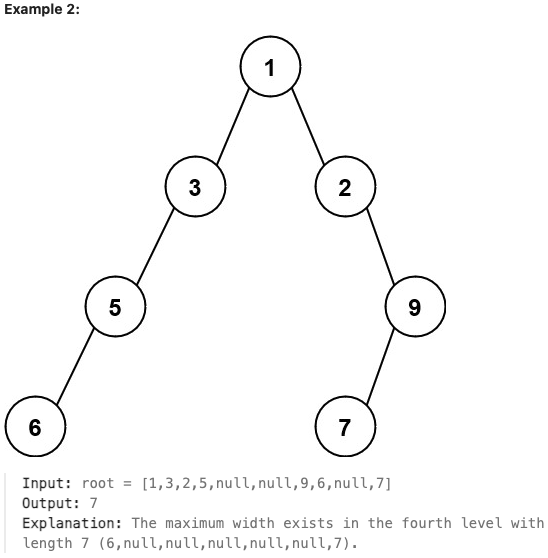 Example 2:
1
3 2
5 9
6 7
Input: root = [1,3,2,5,null,null,9,6,null,7]
Output: 7
Explanation: The maximum width exists in the fourth level with
length 7 (6,null,null,null,null,null,7).